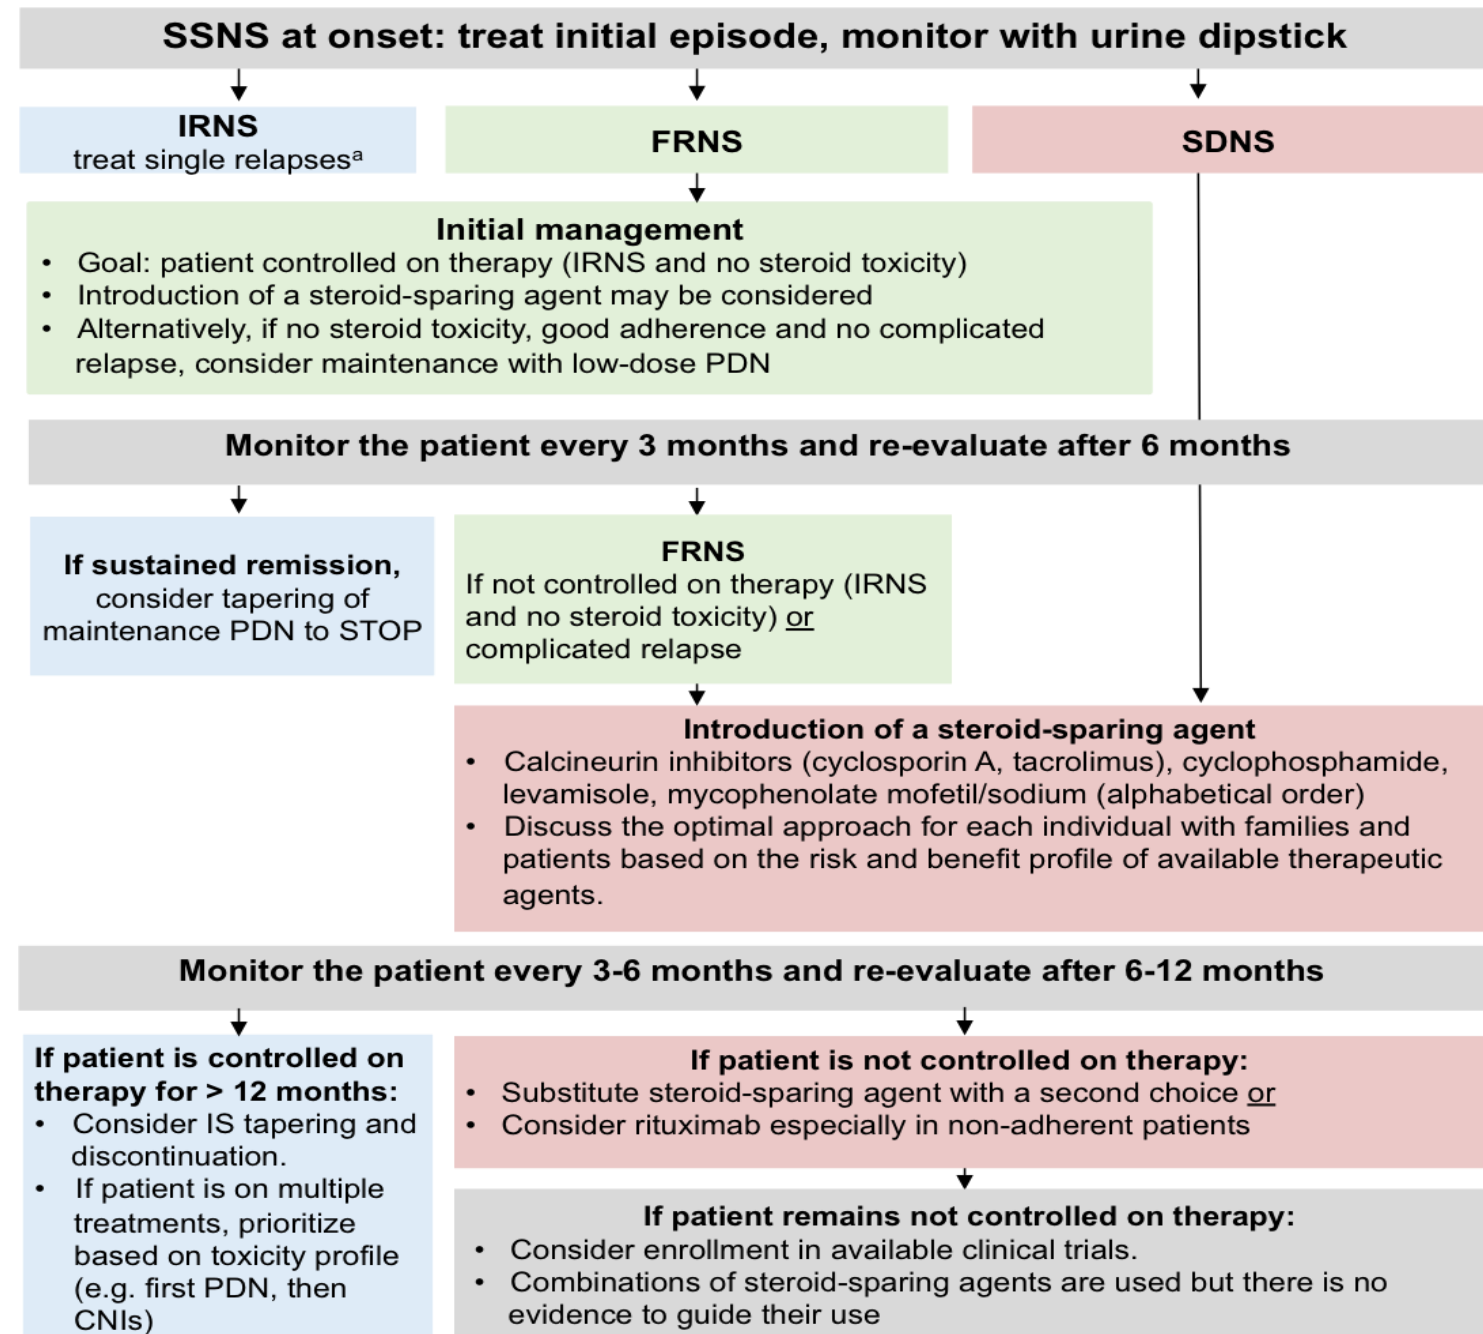 SSNS at onset: treat initial episode, monitor with urine dipstick
IRNS
treat single relapsesᵃ
FRNS
SDNS
Initial management
• Goal: patient controlled on therapy (IRNS and no steroid toxicity)
• Introduction of a steroid-sparing agent may be considered
• Alternatively, if no steroid toxicity, good adherence and no complicated
relapse, consider maintenance with low-dose PDN
Monitor the patient every 3 months and re-evaluate after 6 months
If sustained remission,
consider tapering of
maintenance PDN to STOP
FRNS
If not controlled on therapy (IRNS
and no steroid toxicity) or
complicated relapse
Introduction of a steroid-sparing agent
• Calcineurin inhibitors (cyclosporin A, tacrolimus), cyclophosphamide,
levamisole, mycophenolate mofetil/sodium (alphabetical order)
• Discuss the optimal approach for each individual with families and
patients based on the risk and benefit profile of available therapeutic
agents.
Monitor the patient every 3-6 months and re-evaluate after 6-12 months
If patient is controlled on
therapy for > 12 months:
• Consider IS tapering and
discontinuation.
• If patient is on multiple
treatments, prioritize
based on toxicity profile
(e.g. first PDN, then
CNIs)
If patient is not controlled on therapy:
• Substitute steroid-sparing agent with a second choice or
• Consider rituximab especially in non-adherent patients
If patient remains not controlled on therapy:
• Consider enrollment in available clinical trials.
• Combinations of steroid-sparing agents are used but there is no
evidence to guide their use